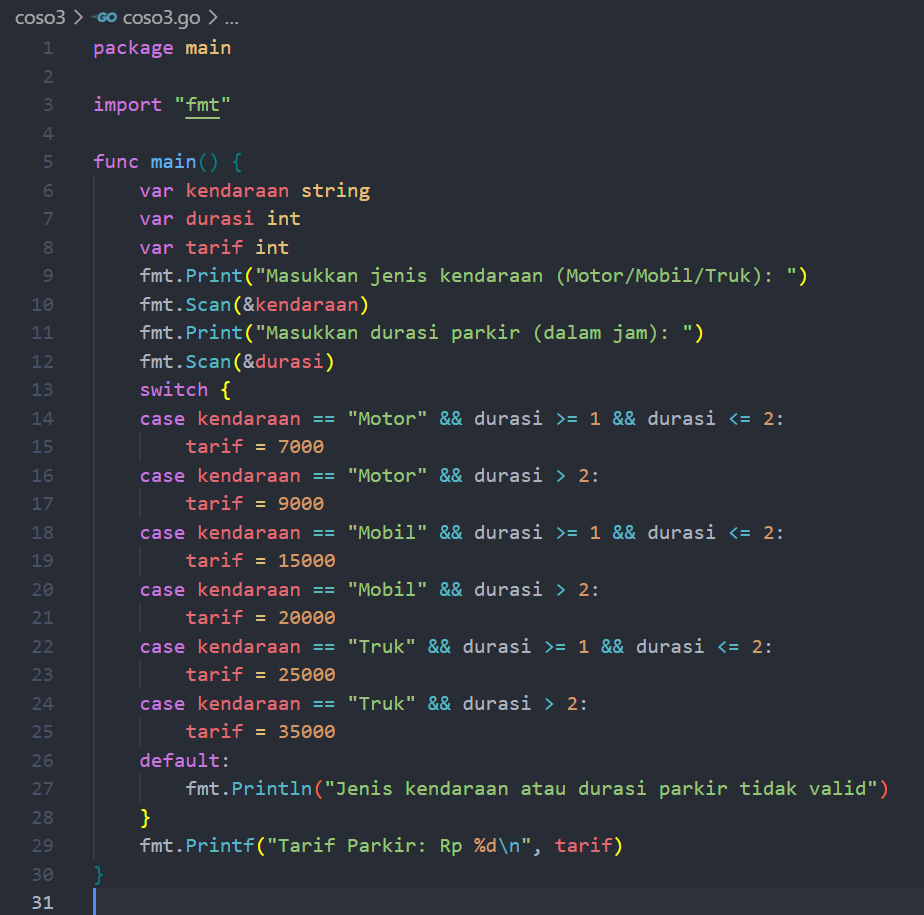 coso3 > GO coso3.go > ...
1 package main
2
3 import "fmt"
4
5 func main() {
6     var kendaraan string
7     var durasi int
8     var tarif int
9     fmt.Print("Masukkan jenis kendaraan (Motor/Mobil/Truk): ")
10     fmt.Scan(&kendaraan)
11     fmt.Print("Masukkan durasi parkir (dalam jam): ")
12     fmt.Scan(&durasi)
13     switch {
14     case kendaraan == "Motor" && durasi >= 1 && durasi <= 2:
15         tarif = 7000
16     case kendaraan == "Motor" && durasi > 2:
17         tarif = 9000
18     case kendaraan == "Mobil" && durasi >= 1 && durasi <= 2:
19         tarif = 15000
20     case kendaraan == "Mobil" && durasi > 2:
21         tarif = 20000
22     case kendaraan == "Truk" && durasi >= 1 && durasi <= 2:
23         tarif = 25000
24     case kendaraan == "Truk" && durasi > 2:
25         tarif = 35000
26     default:
27         fmt.Println("Jenis kendaraan atau durasi parkir tidak valid")
28     }
29     fmt.Printf("Tarif Parkir: Rp %d\n", tarif)
30 }
31